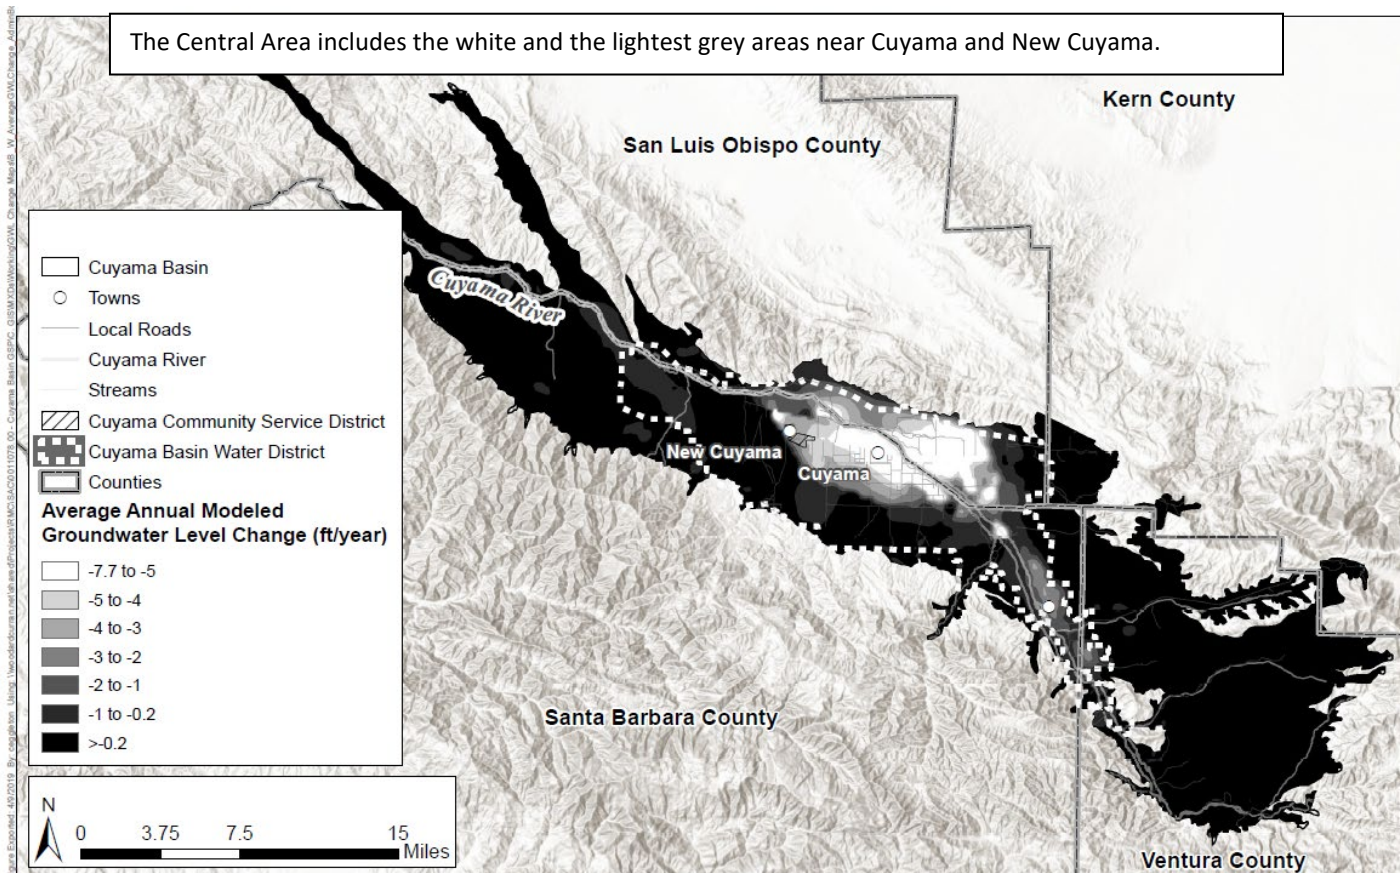 The Central Area includes the white and the lightest grey areas near Cuyama and New Cuyama.
Kern County
San Luis Obispo County
Cuyama River
New Cuyama
Cuyama
Santa Barbara County
Ventura County
Cuyama Basin
Towns
Local Roads
Cuyama River
Streams
Cuyama Community Service District
Cuyama Basin Water District
Counties
Average Annual Modeled
Groundwater Level Change (ft/year)
-7.7 to -5
-5 to -4
-4 to -3
-3 to -2
-2 to -1
-1 to -0.2
>-0.2
N
0 3.75 7.5 15
Miles